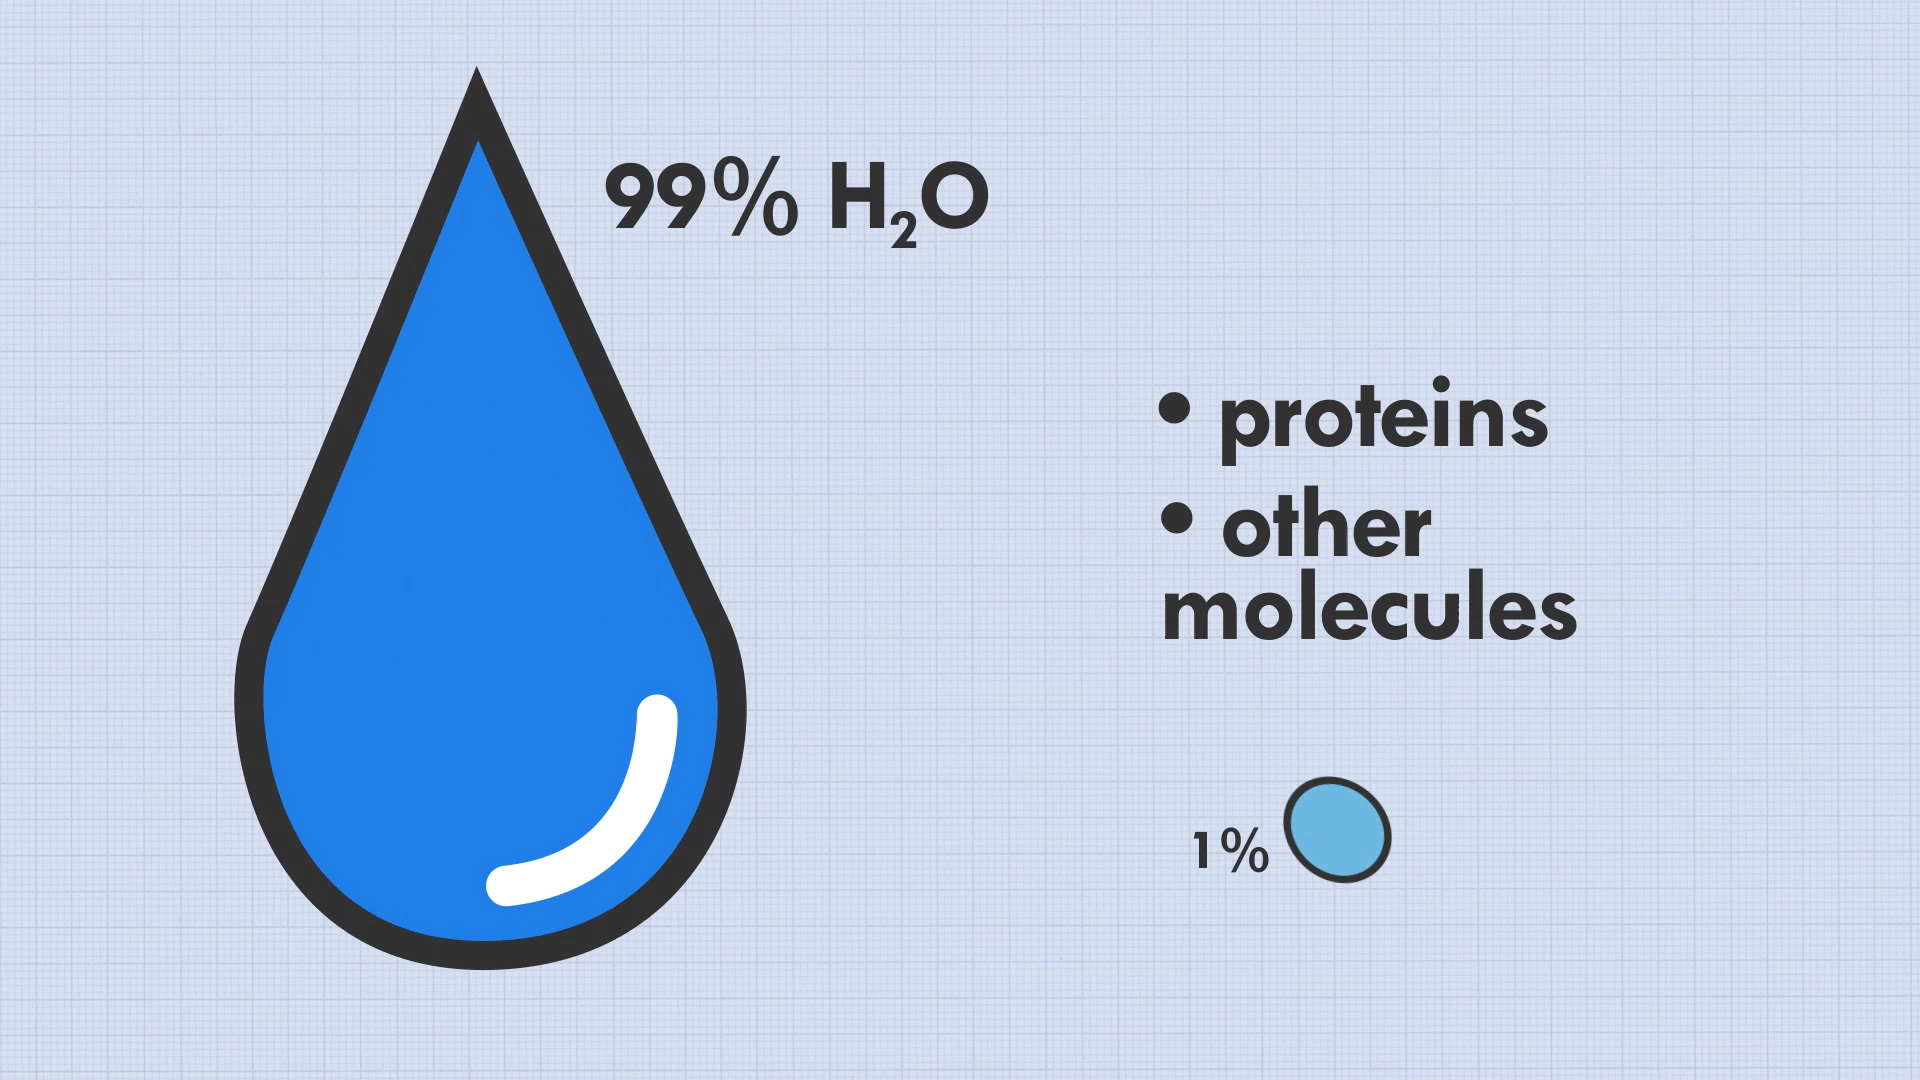 99% H₂O
• proteins
• other
molecules
1%